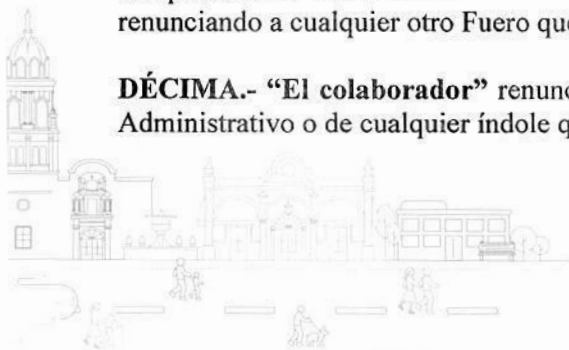 renunciando a cualquier otro Fuero que
DÉCIMA.- “El colaborador” renunc
Administrativo o de cualquier índole q